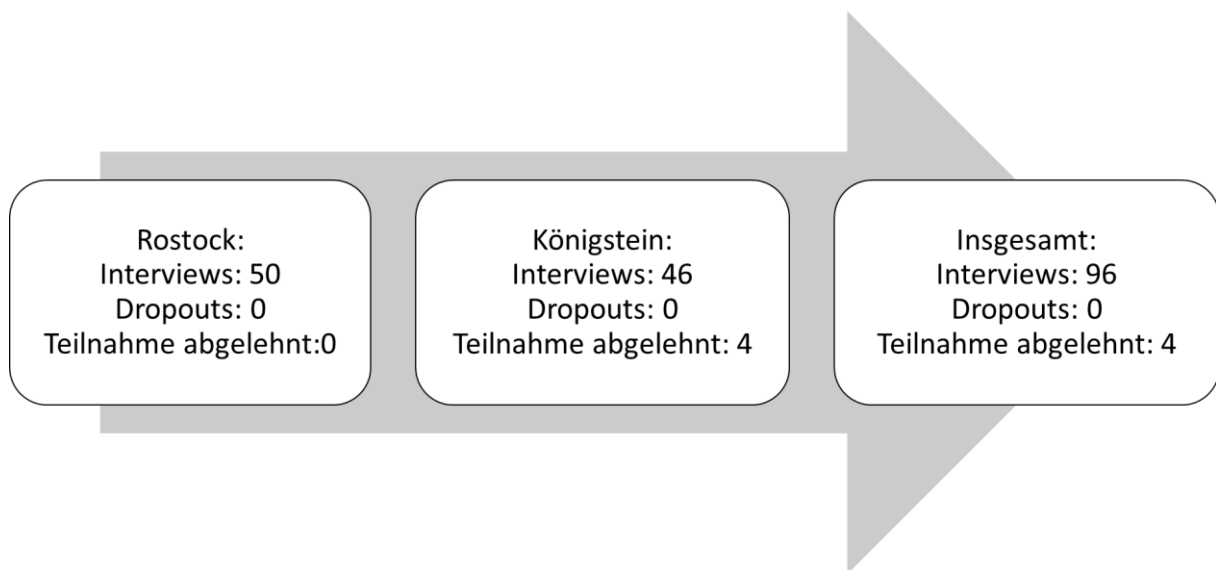 Rostock:
Interviews: 50
Dropouts: 0
Teilnahme abgelehnt:0
Königstein:
Interviews: 46
Dropouts: 0
Teilnahme abgelehnt: 4
Insgesamt:
Interviews: 96
Dropouts: 0
Teilnahme abgelehnt: 4